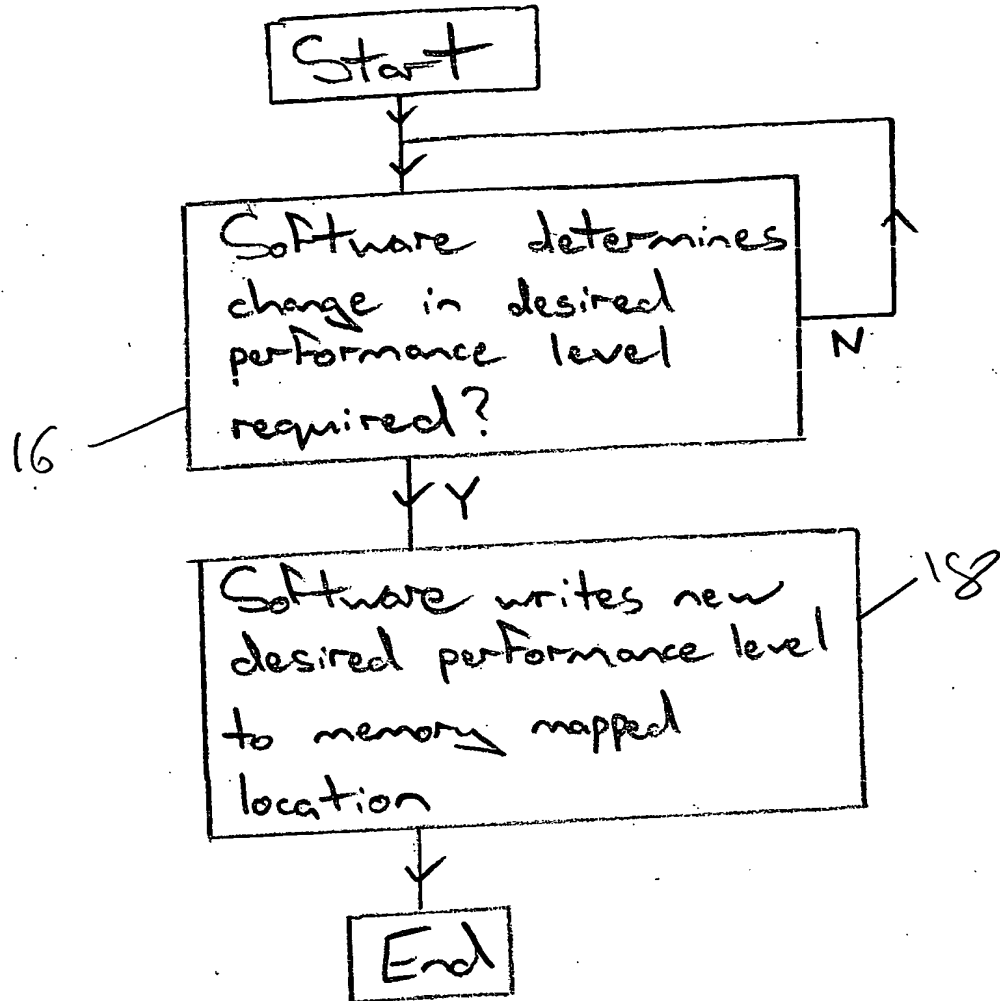 Start
Software determines
change in desired
performance level
required?
N
16
Y
Software writes new
desired performance level
to memory mapped
location
18
End